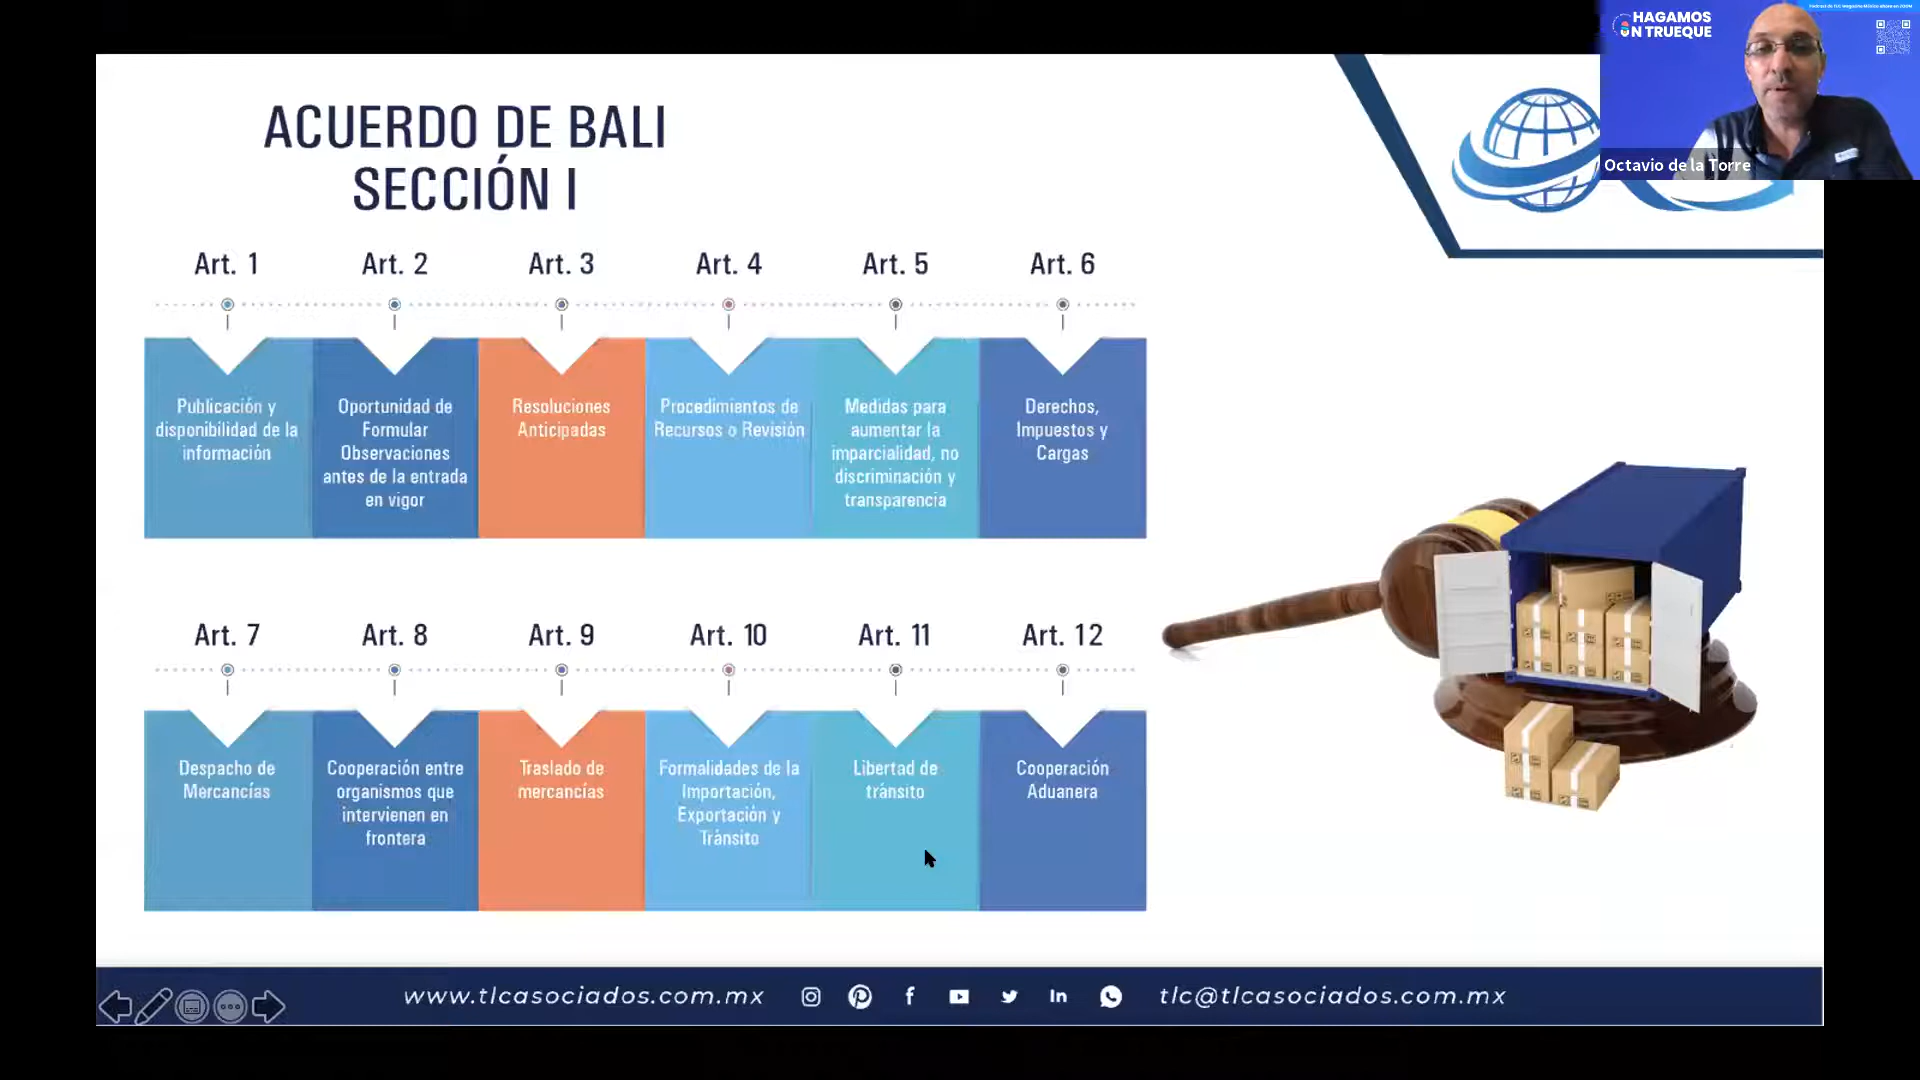 HAGAMOS
UN TRUEQUE
Octavio de la Torre
ACUERDO DE BALI
SECCIÓN I
Art. 1
Art. 2
Art. 3
Art. 4
Art. 5
Art. 6
Publicación y
disponibilidad de la
información
Oportunidad de
Formular
Observaciones
antes de la entrada
en vigor
Resoluciones
Anticipadas
Procedimientos de
Recursos o Revisión
Medidas para
aumentar la
imparcialidad, no
discriminación y
transparencia
Derechos,
Impuestos y
Cargas
Art. 7
Art. 8
Art. 9
Art. 10
Art. 11
Art. 12
Despacho de
Mercancías
Cooperación entre
organismos que
intervienen en
frontera
Traslado de
mercancías
Formalidades de la
Importación,
Exportación y
Tránsito
Libertad de
tránsito
Cooperación
Aduanera
www.tlcasociados.com.mx
tlc@tlcasociados.com.mx